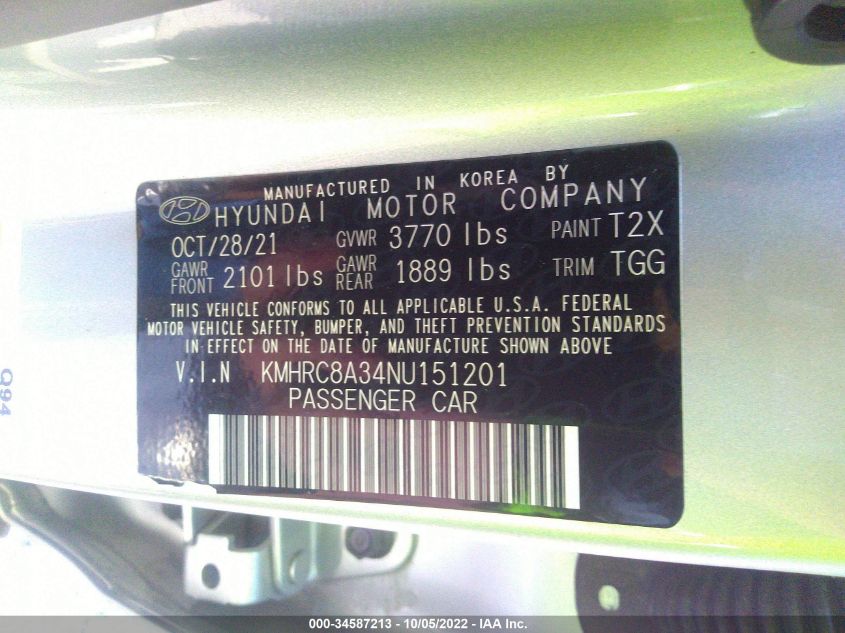 MANUFACTURED IN KOREA BY
HYUNDAI MOTOR COMPANY
OCT/28/21 GVWR 3770 lbs PAINT T2X
GAWR FRONT 2101 lbs GAWR REAR 1889 lbs TRIM TGG
THIS VEHICLE CONFORMS TO ALL APPLICABLE U.S.A. FEDERAL
MOTOR VEHICLE SAFETY, BUMPER, AND THEFT PREVENTION STANDARDS
IN EFFECT ON THE DATE OF MANUFACTURE SHOWN ABOVE
V.I.N KMHRC8A34NU151201
PASSENGER CAR
Q94
000-34587213 - 10/05/2022 - IAA Inc.